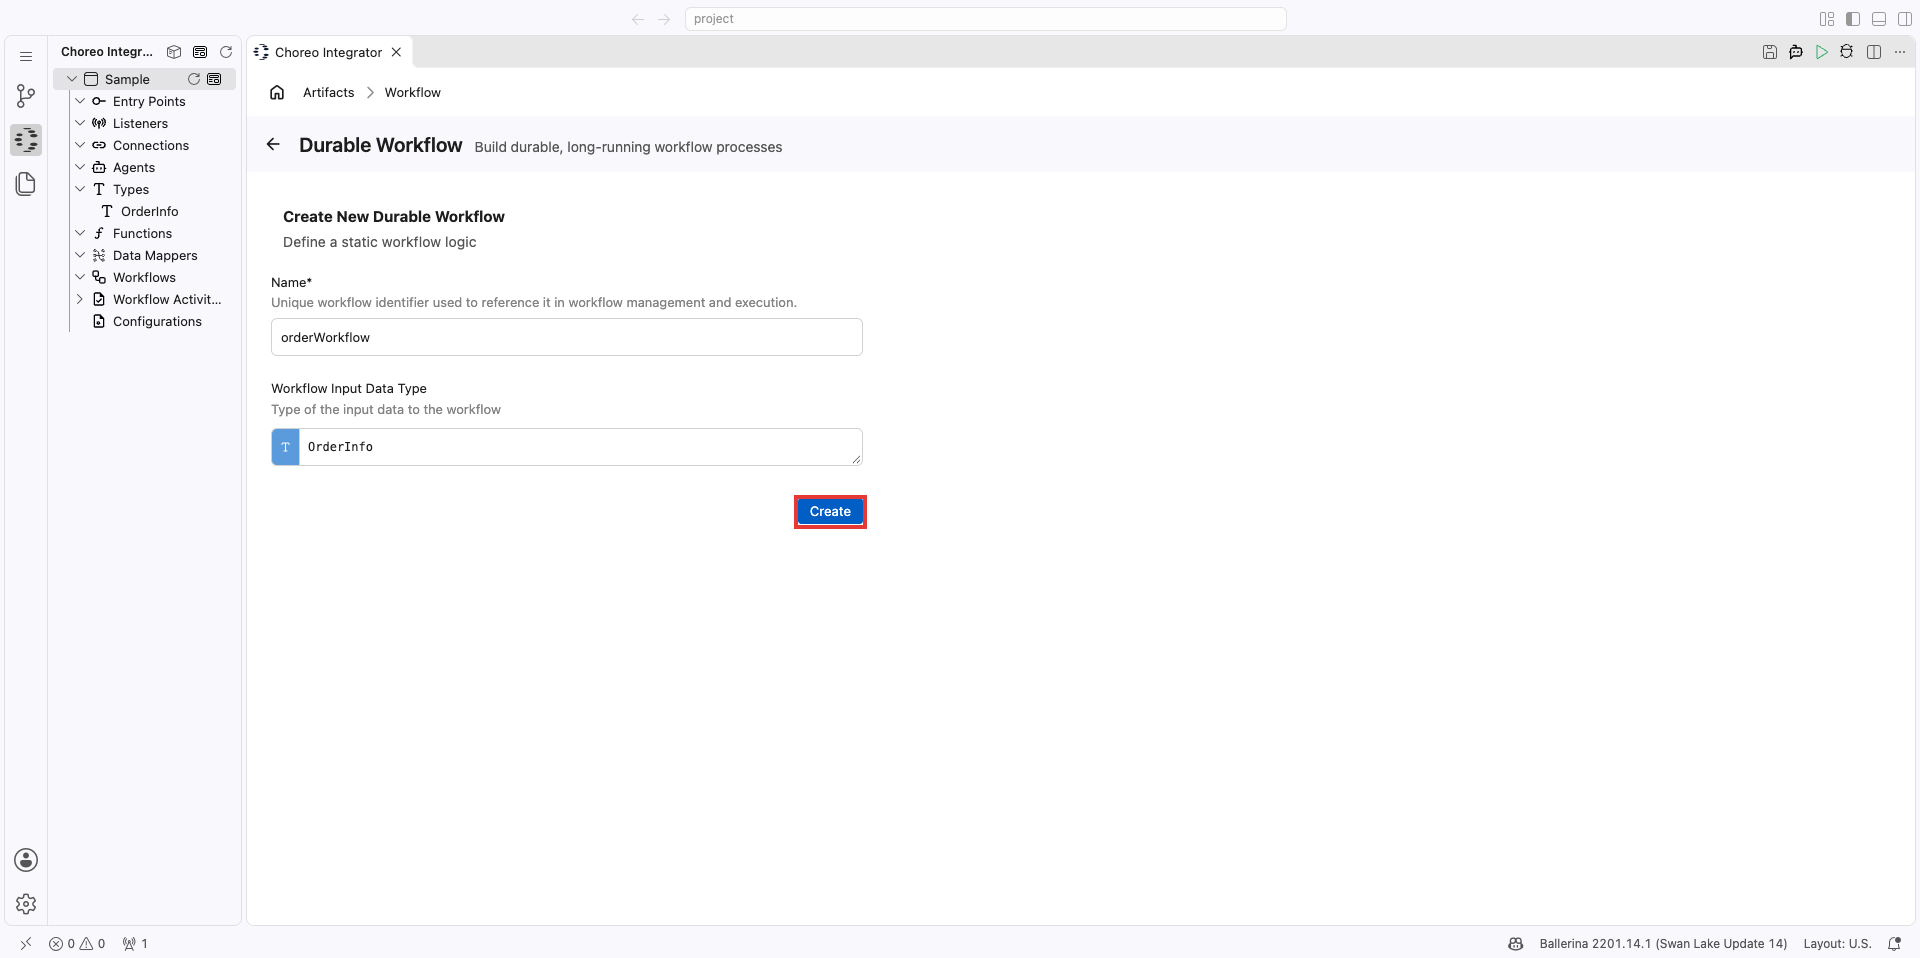 project
Choreo Integr...
Sample
Entry Points
Listeners
Connections
Agents
Types
OrderInfo
Functions
Data Mappers
Workflows
Workflow Activit...
Configurations
Choreo Integrator
Artifacts
Workflow
Durable Workflow
Build durable, long-running workflow processes
Create New Durable Workflow
Define a static workflow logic
Name*
Unique workflow identifier used to reference it in workflow management and execution.
orderWorkflow
Workflow Input Data Type
Type of the input data to the workflow
T
OrderInfo
Create
0
0
1
Ballerina 2201.14.1 (Swan Lake Update 14)
Layout: U.S.